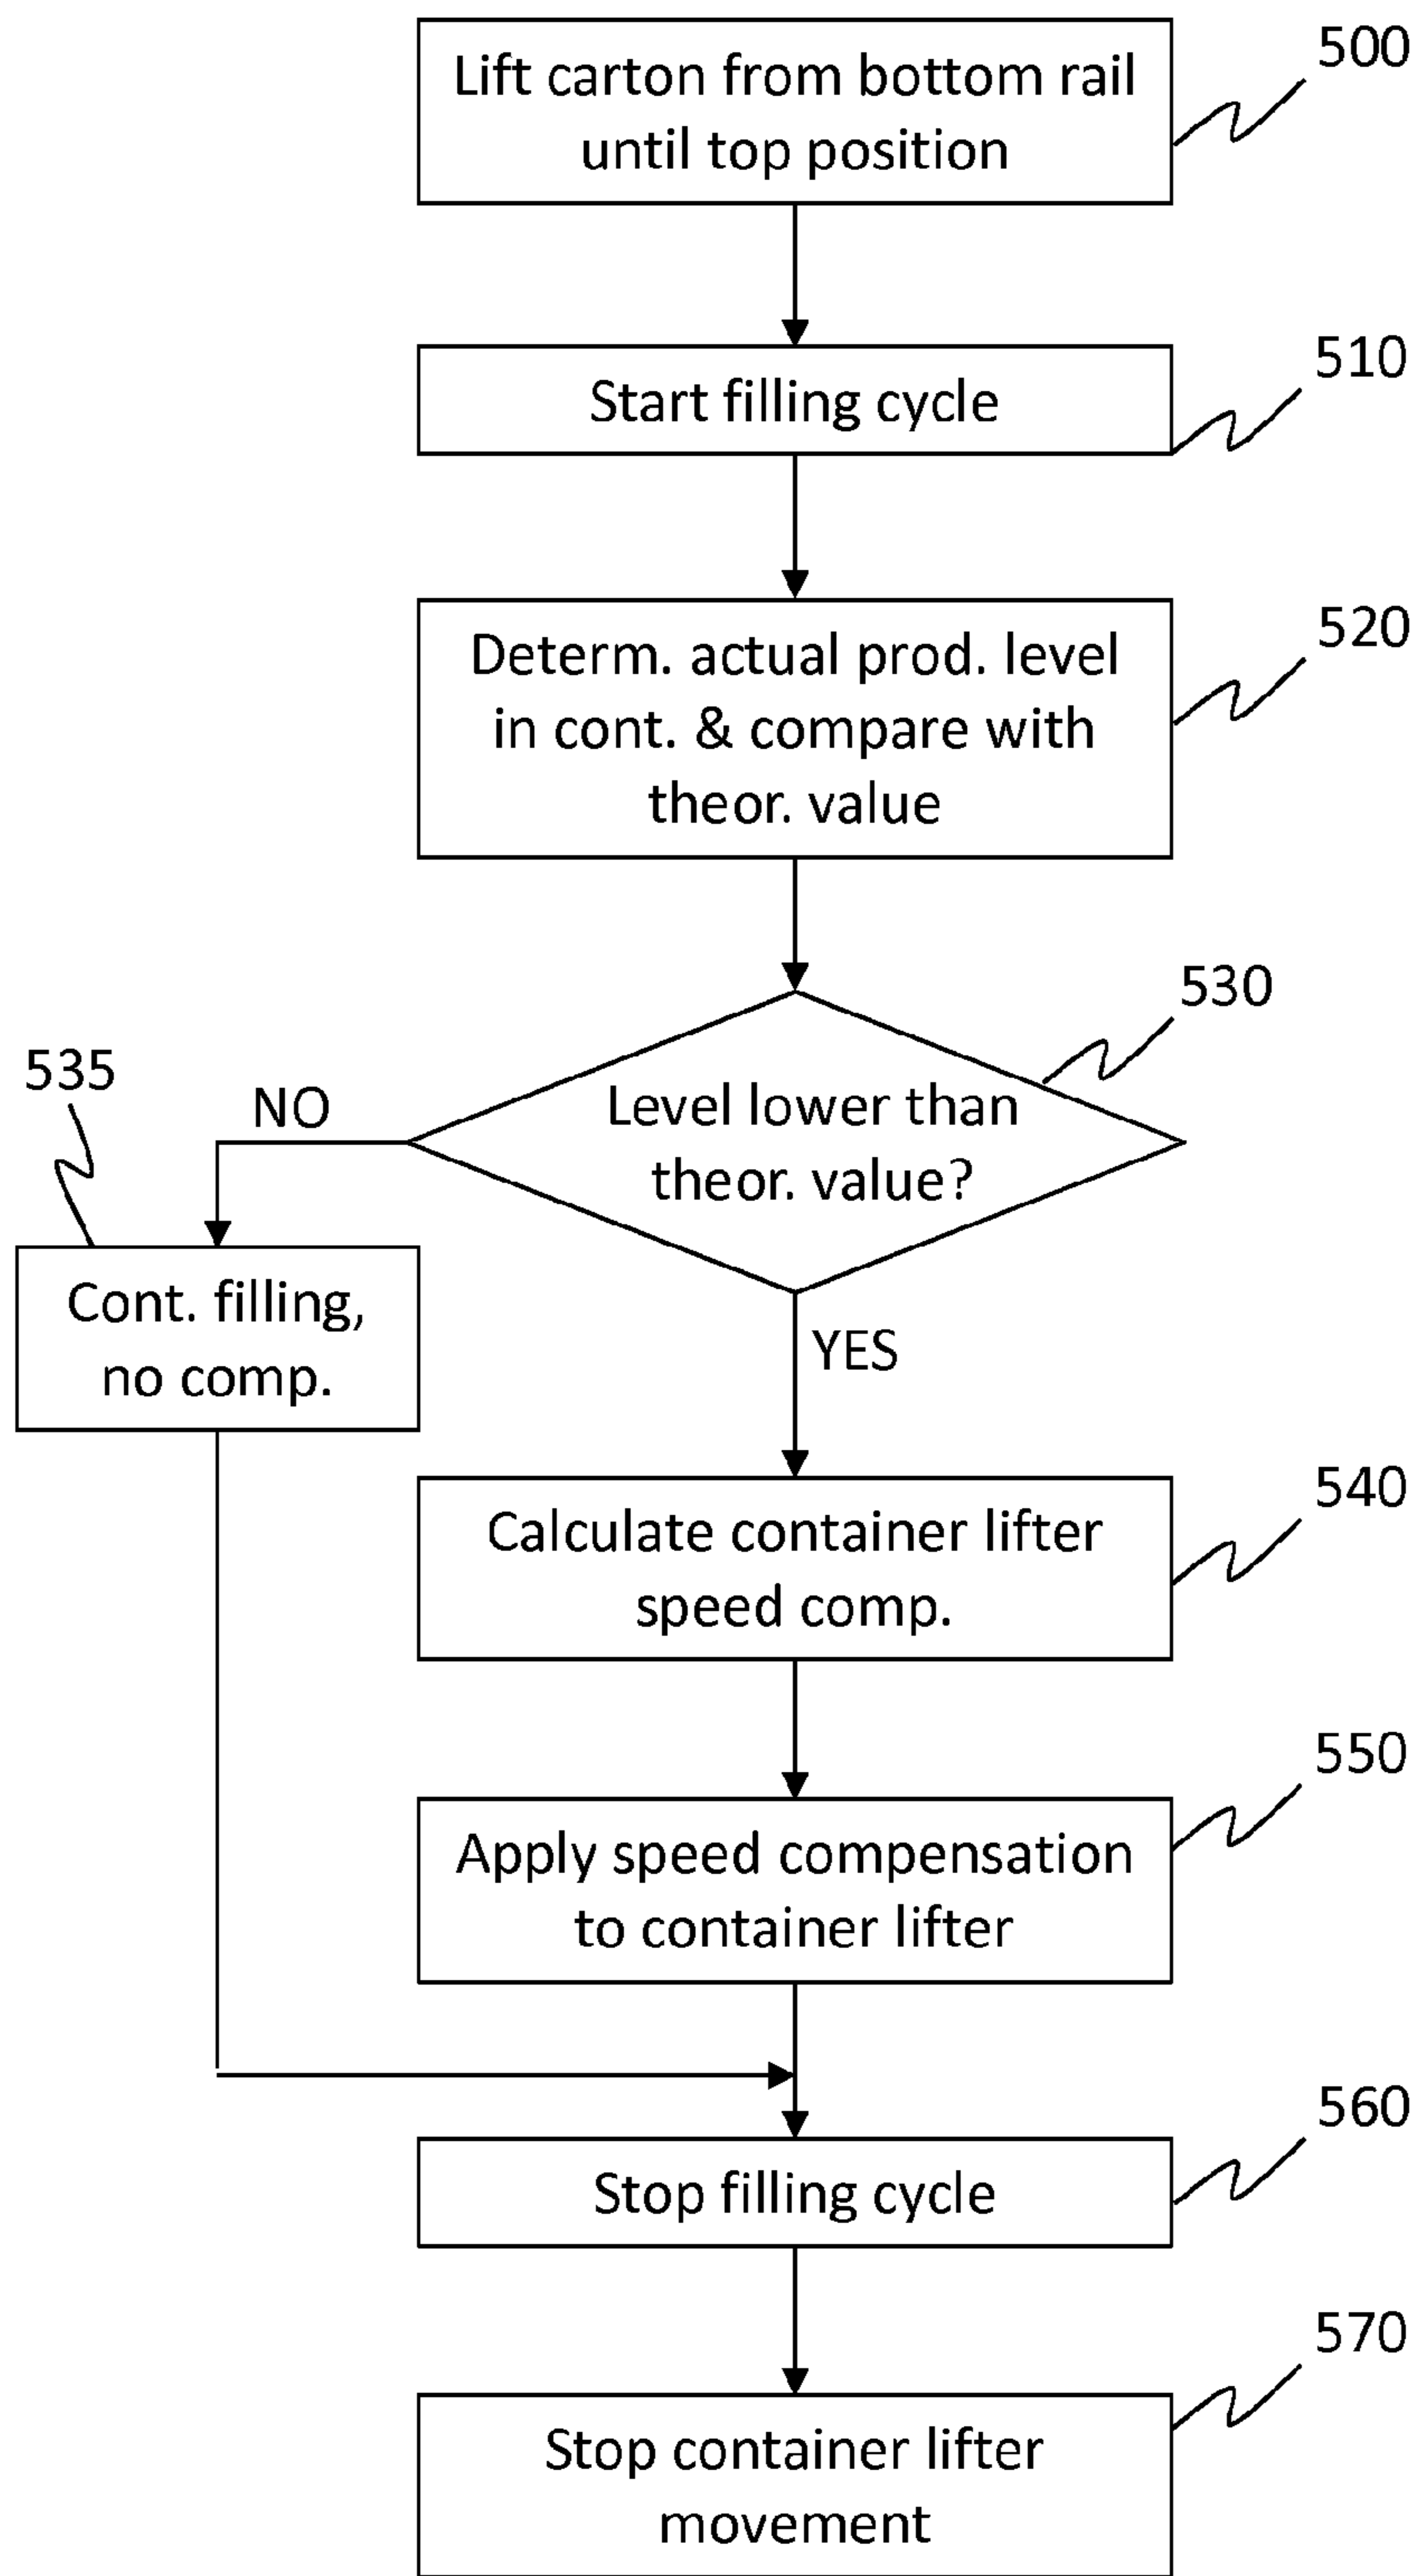 500
Lift carton from bottom rail
until top position
510
Start filling cycle
520
Determ. actual prod. level
in cont. & compare with
theor. value
530
Level lower than
theor. value?
535
NO
Cont. filling,
no comp.
YES
540
Calculate container lifter
speed comp.
550
Apply speed compensation
to container lifter
560
Stop filling cycle
570
Stop container lifter
movement